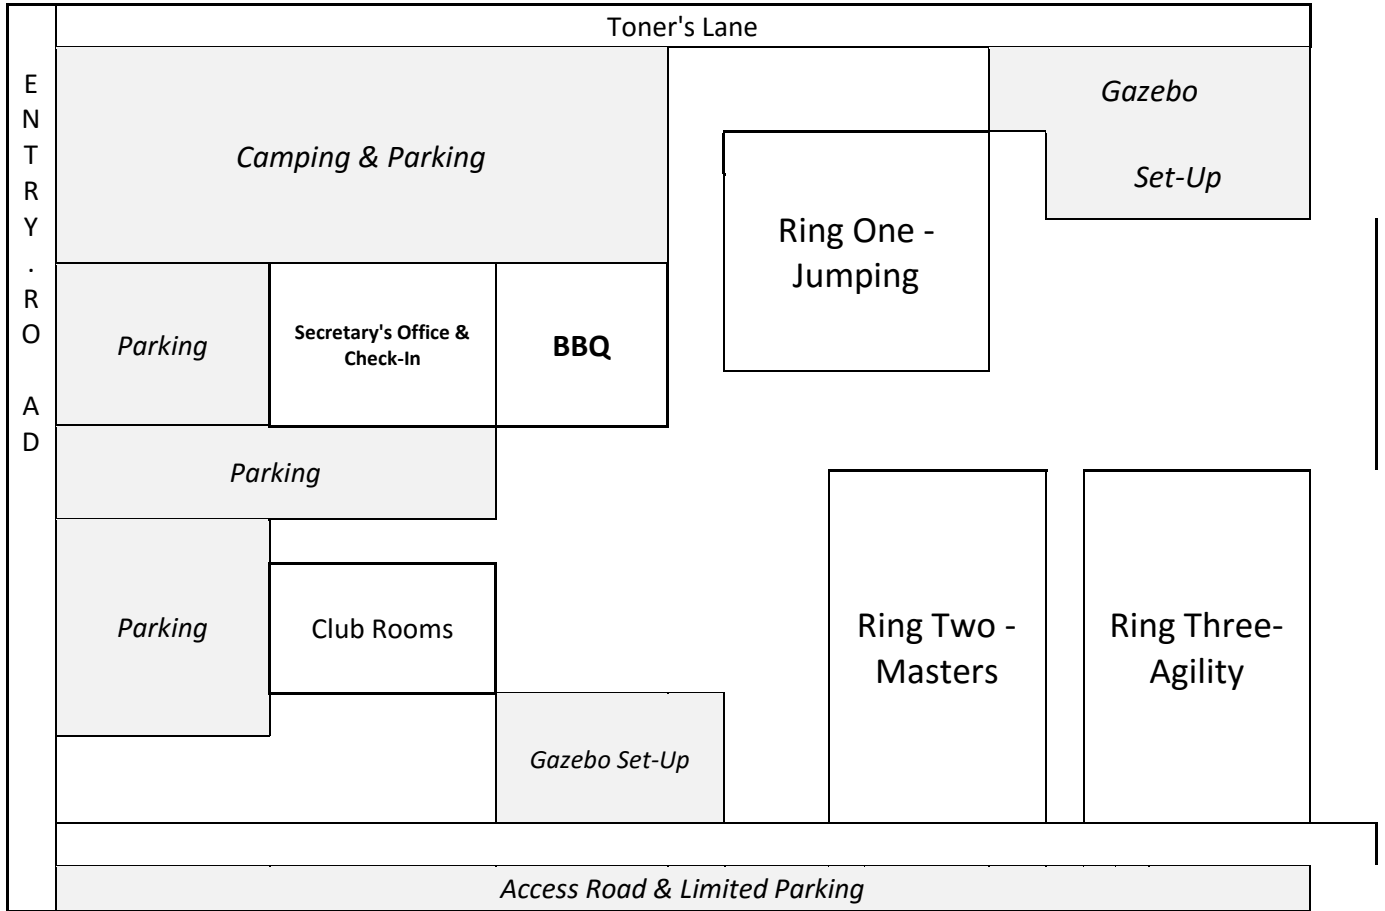 Toner's Lane
E
N
T
R
Y
.
R
O
A
D
Camping & Parking
Gazebo
Set-Up
Ring One -
Jumping
Parking
Secretary's Office &
Check-In
BBQ
Parking
Parking
Club Rooms
Ring Two -
Masters
Ring Three-
Agility
Gazebo Set-Up
Access Road & Limited Parking